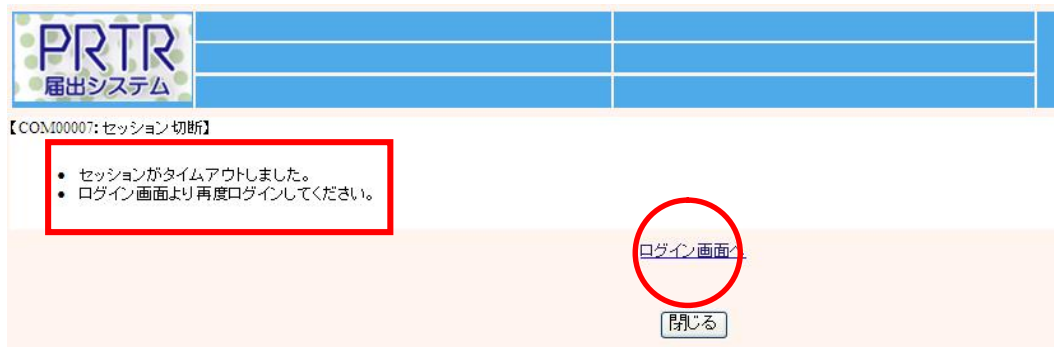 PRTR
届出システム
【COM00007:セッション切断】
● セッションがタイムアウトしました。
● ログイン画面より再度ログインしてください。
ログイン画面へ
閉じる